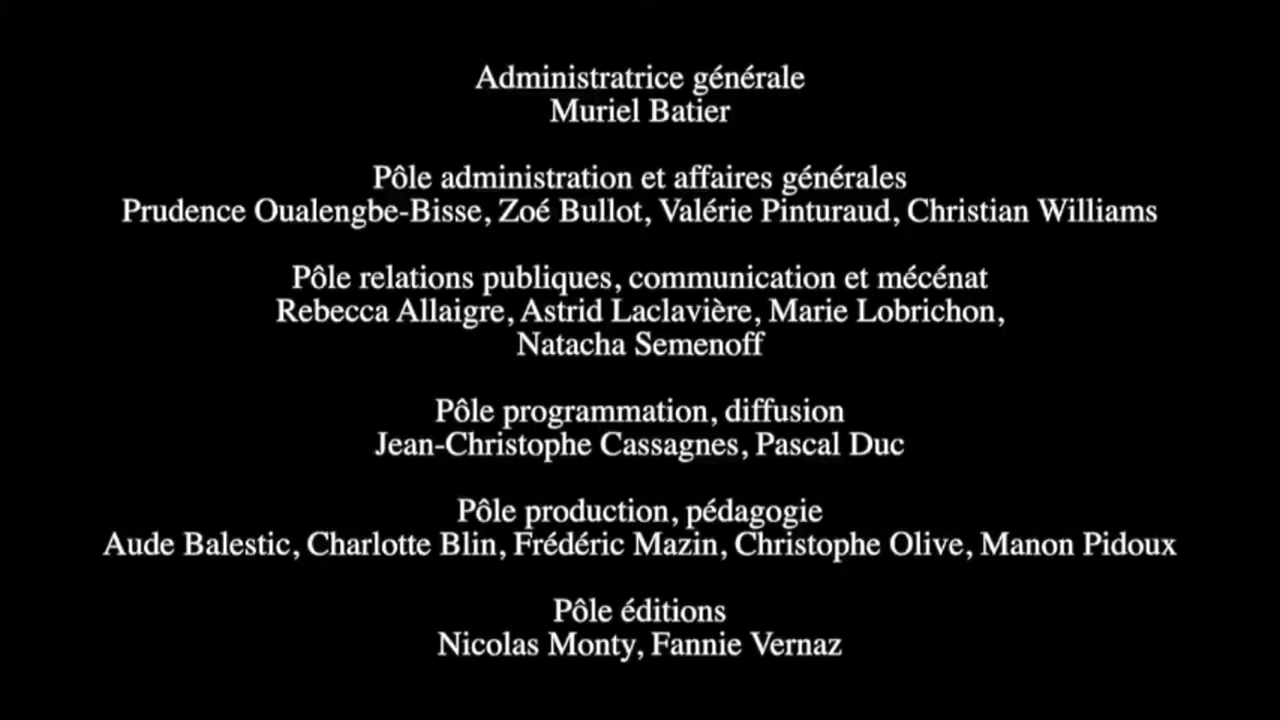 Administratrice générale
Muriel Batier
Pôle administration et affaires générales
Prudence Oualengbe-Bisse, Zoé Bullot, Valérie Pinturaud, Christian Williams
Pôle relations publiques, communication et mécénat
Rebecca Allaigre, Astrid Laclavière, Marie Lobrichon,
Natacha Semenoff
Pôle programmation, diffusion
Jean-Christophe Cassagnes, Pascal Duc
Pôle production, pédagogie
Aude Balestic, Charlotte Blin, Frédéric Mazin, Christophe Olive, Manon Pidoux
Pôle éditions
Nicolas Monty, Fannie Vernaz